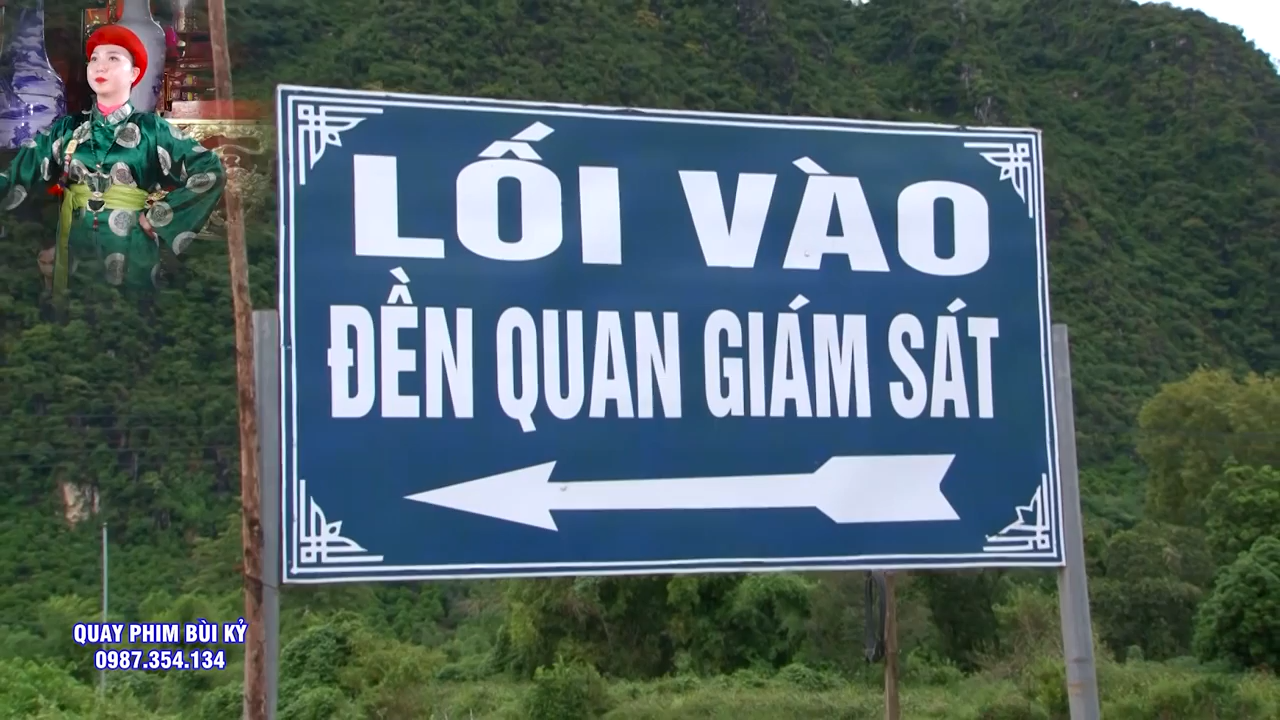 LỐI VÀO
ĐỀN QUAN GIÁM SÁT
QUAY PHIM BÙI KỶ
0987.354.134